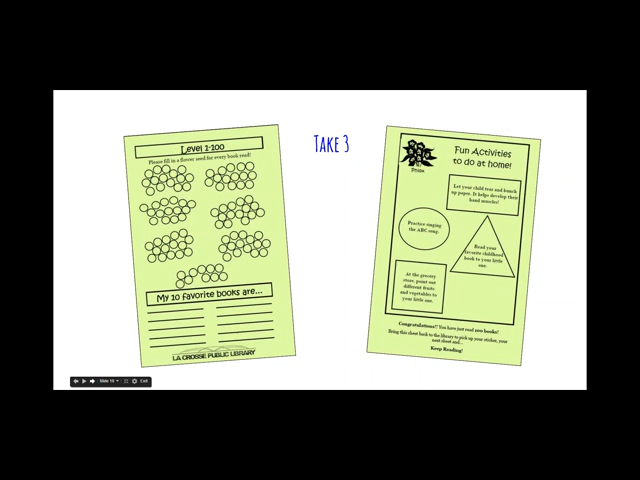 Take 3
Level 1-100
Please fill in a flower seed for every book read!
My 10 favorite books are...
LA CROSSE PUBLIC LIBRARY
Fun Activities
to do at home!
Let your child tear and scrunch
up paper. It helps develop their
hand muscles!
Practice singing
the ABC song.
Read your
favorite childhood
book to your little
one.
At the grocery
store, point out
different fruits
and vegetables to
your little one.
Congratulations!! You have just read 100 books!
Bring this sheet back to the library to pick up your sticker, your
next sheet and...
Keep Reading!
Exit